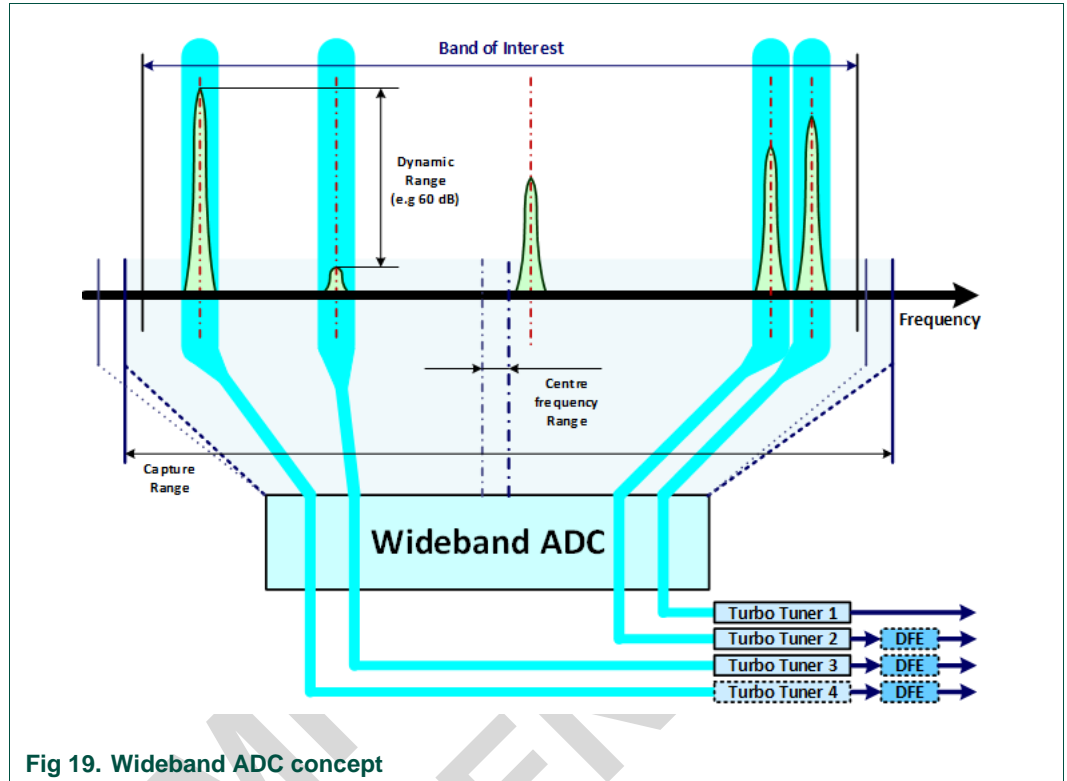 Band of Interest
Dynamic
Range
(e.g 60 dB)
Frequency
Centre
frequency
Range
Capture
Range
Wideband ADC
Turbo Tuner 1
Turbo Tuner 2 DFE
Turbo Tuner 3 DFE
Turbo Tuner 4 DFE
Fig 19. Wideband ADC concept